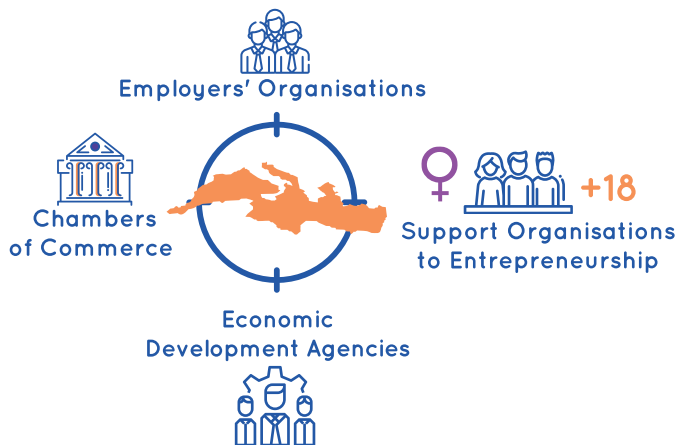 Employers' Organisations
Chambers
of Commerce
+18
Support Organisations
to Entrepreneurship
Economic
Development Agencies